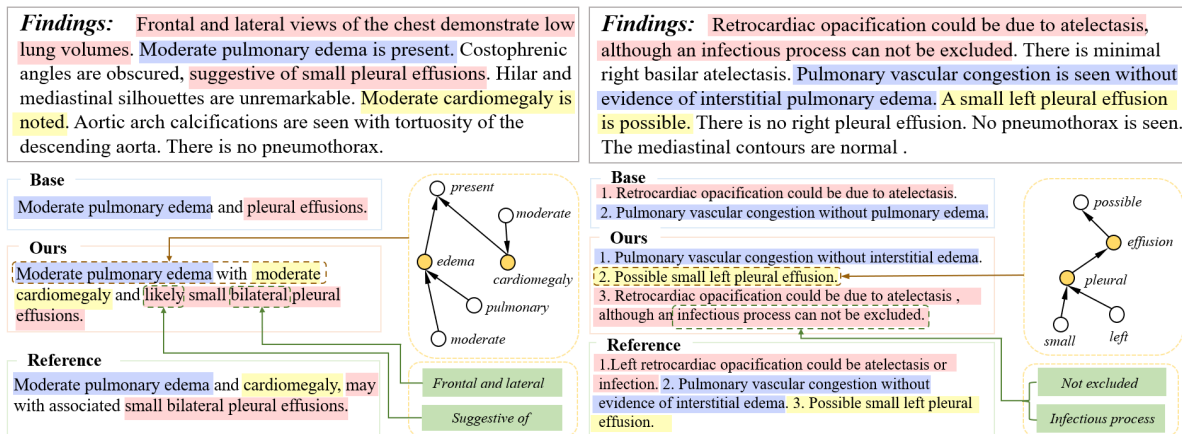 Findings: Frontal and lateral views of the chest demonstrate low
lung volumes. Moderate pulmonary edema is present. Costophrenic
angles are obscured, suggestive of small pleural effusions. Hilar and
mediastinal silhouettes are unremarkable. Moderate cardiomegaly is
noted. Aortic arch calcifications are seen with tortuosity of the
descending aorta. There is no pneumothorax.
Base
Moderate pulmonary edema and pleural effusions.
Ours
Moderate pulmonary edema with moderate
cardiomegaly and likely small bilateral pleural
effusions.
Reference
Moderate pulmonary edema and cardiomegaly, may
with associated small bilateral pleural effusions.
present
moderate
edema
cardiomegaly
pulmonary
moderate
Frontal and lateral
Suggestive of
Findings: Retrocardiac opacification could be due to atelectasis,
although an infectious process can not be excluded. There is minimal
right basilar atelectasis. Pulmonary vascular congestion is seen without
evidence of interstitial pulmonary edema. A small left pleural effusion
is possible. There is no right pleural effusion. No pneumothorax is seen.
The mediastinal contours are normal .
Base
1. Retrocardiac opacification could be due to atelectasis.
2. Pulmonary vascular congestion without pulmonary edema.
Ours
1. Pulmonary vascular congestion without interstitial edema.
2. Possible small left pleural effusion.
3. Retrocardiac opacification could be due to atelectasis ,
although an infectious process can not be excluded.
Reference
1.Left retrocardiac opacification could be atelectasis or
infection. 2. Pulmonary vascular congestion without
evidence of interstitial edema. 3. Possible small left pleural
effusion.
possible
effusion
pleural
small
left
Not excluded
Infectious process